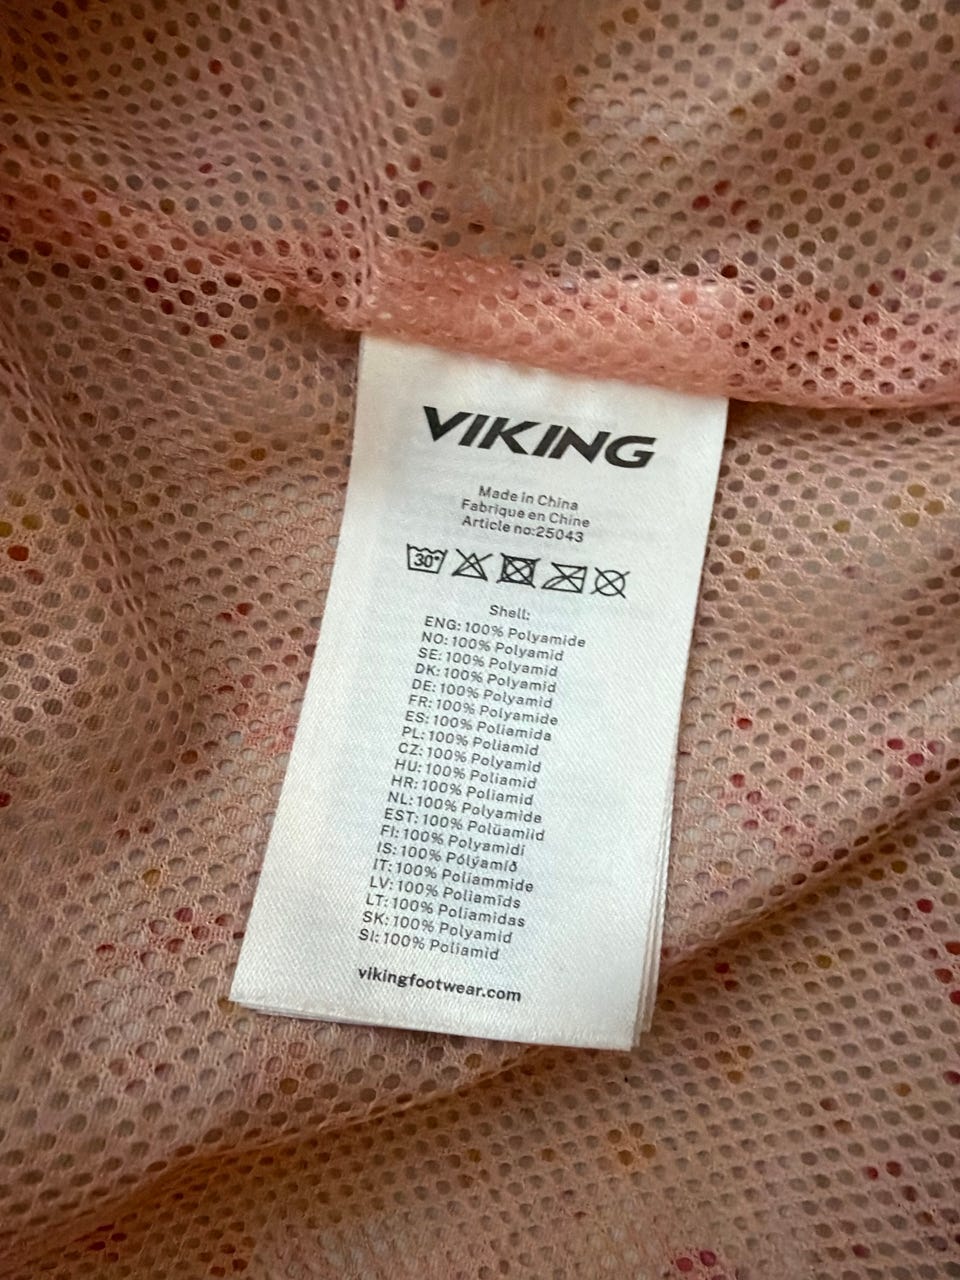 VIKING
Made in China
Fabrique en Chine
Article no:25043
30°
Shell:
ENG: 100% Polyamide
NO: 100% Polyamid
SE: 100% Polyamid
DK: 100% Polyamid
DE: 100% Polyamid
FR: 100% Polyamide
ES: 100% Poliamida
PL: 100% Poliamid
CZ: 100% Polyamid
HU: 100% Poliamid
HR: 100% Poliamid
NL: 100% Polyamide
EST: 100% Polüamiid
FI: 100% Polyamidi
IS: 100% Pólýamíð
IT: 100% Poliammide
LV: 100% Poliamīds
LT: 100% Poliamidas
SK: 100% Polyamid
SI: 100% Poliamid
vikingfootwear.com